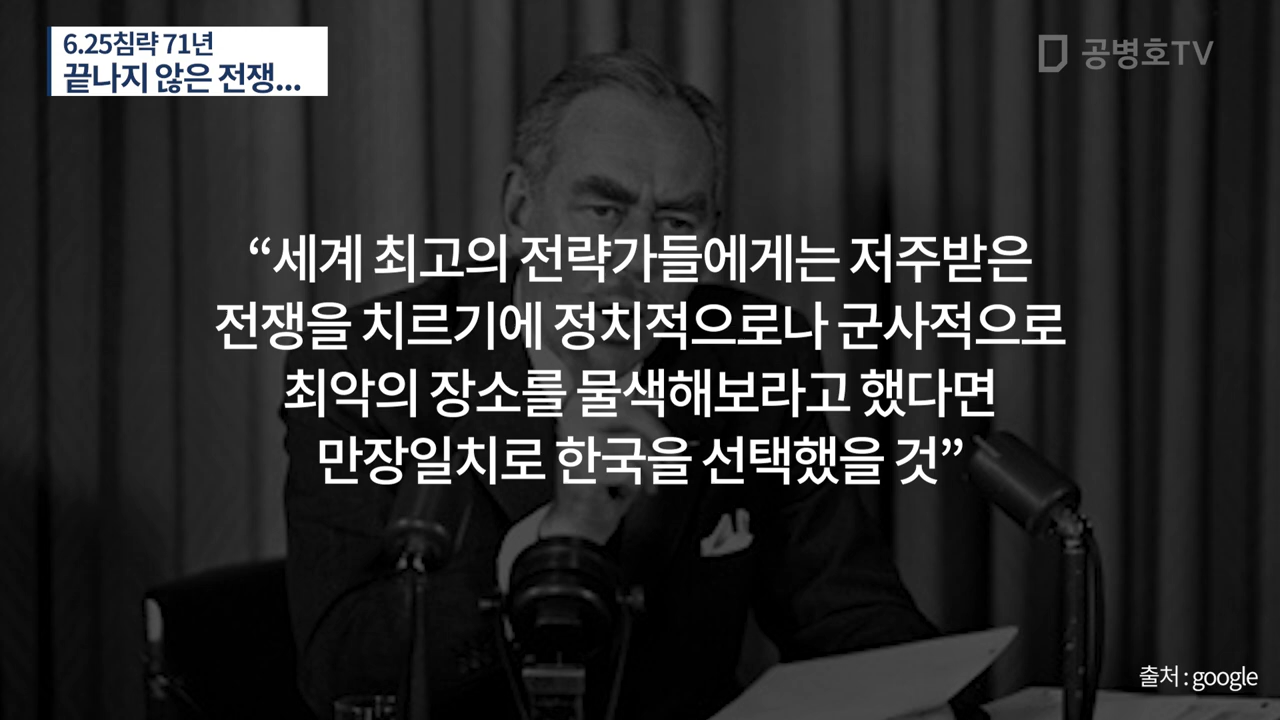 6.25침략 71년
끝나지 않은 전쟁...
공병호TV
“세계 최고의 전략가들에게는 저주받은
전쟁을 치르기에 정치적으로나 군사적으로
최악의 장소를 물색해보라고 했다면
만장일치로 한국을 선택했을 것”
출처 : google